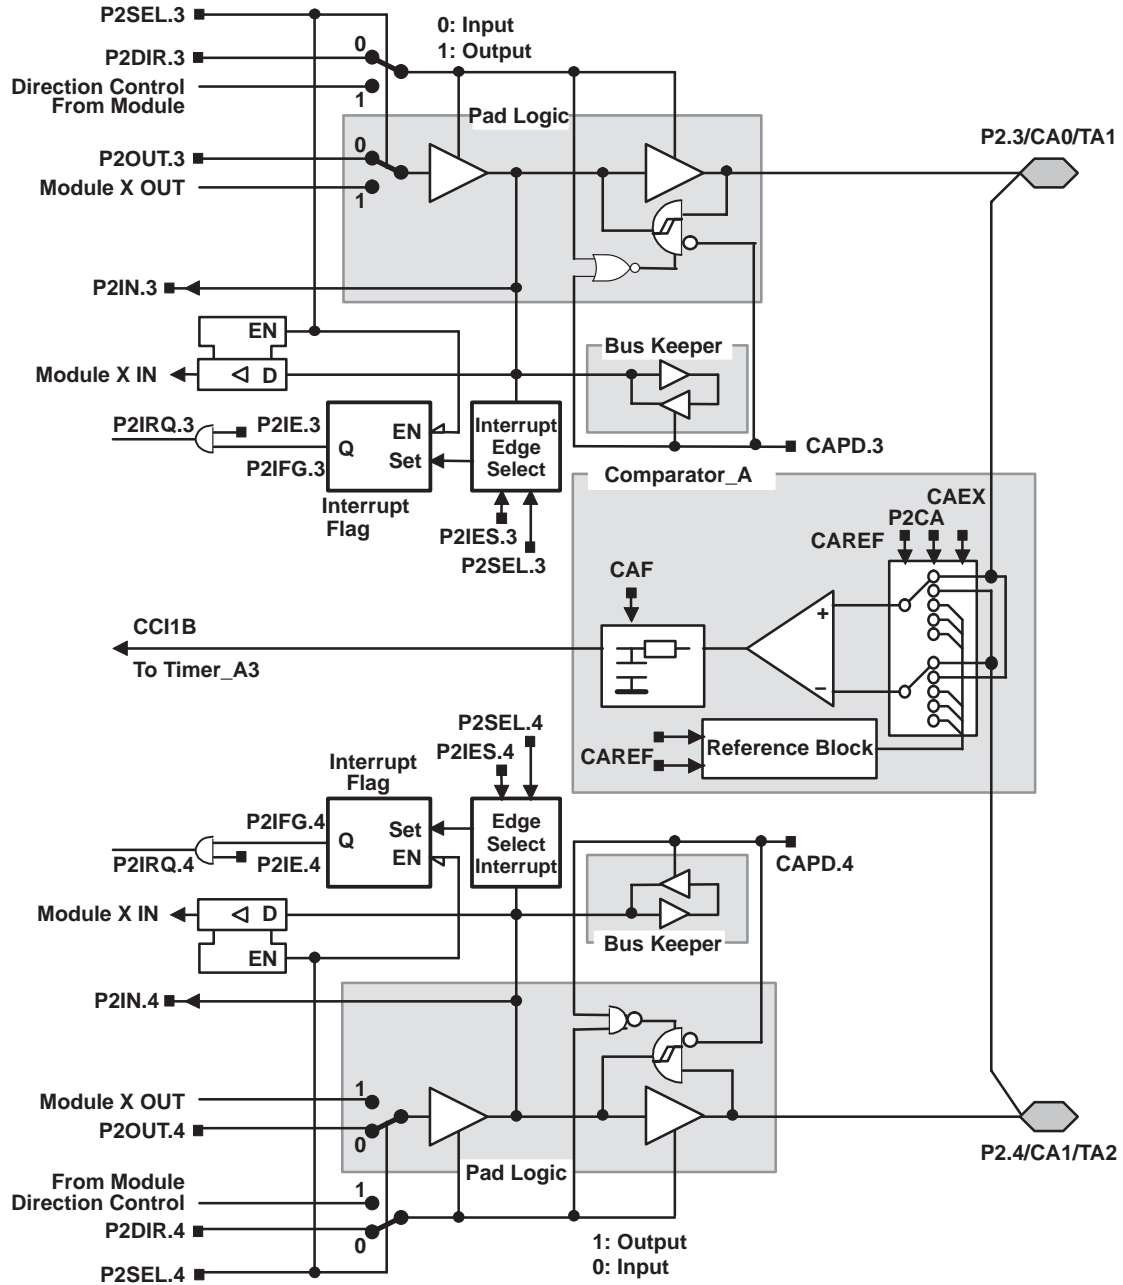 P2SEL.3
0: Input
1: Output
P2DIR.3
0
Direction Control
From Module
1
Pad Logic
P2OUT.3
0
Module X OUT
1
P2.3/CA0/TA1
P2IN.3
EN
Module X IN
D
Bus Keeper
P2IRQ.3
P2IE.3
P2IFG.3
Q
EN
Set
Interrupt
Edge
Select
Interrupt
Flag
P2IES.3
P2SEL.3
CAPD.3
Comparator_A
CAEX
P2CA
CAREF
CAF
CCI1B
To Timer_A3
+
−
Reference Block
CAREF
P2SEL.4
P2IES.4
Interrupt
Flag
P2IFG.4
P2IRQ.4
P2IE.4
Q
Set
EN
Edge
Select
Interrupt
CAPD.4
Module X IN
D
EN
Bus Keeper
P2IN.4
Module X OUT
1
P2OUT.4
0
Pad Logic
P2.4/CA1/TA2
From Module
Direction Control
1
P2DIR.4
0
1: Output
0: Input
P2SEL.4